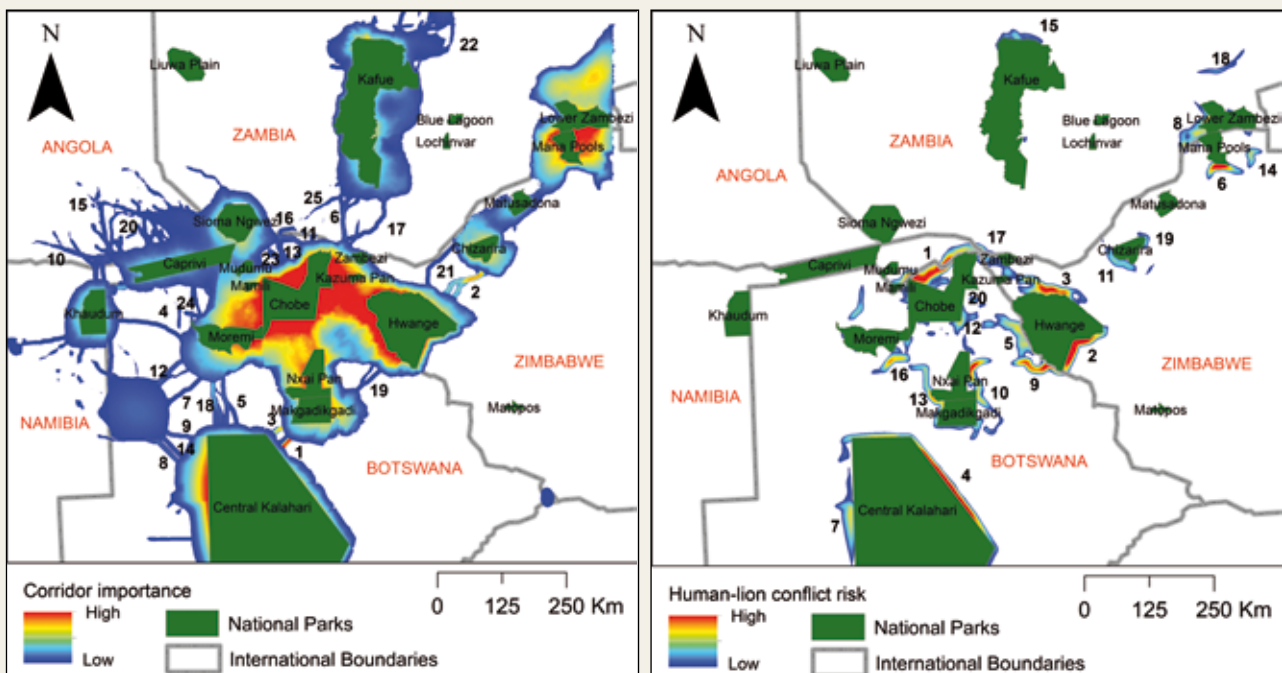 N
22
Liuwa Plain
Kafue
ANGOLA
ZAMBIA
Blue Lagoon
Lochinvar
Lower Zambezi
Mana Pools
15
20
25
16
6
17
Matusadona
Sioma Ngwezi
11
10
Caprivi
23
13
Zambezi
Chizarira
Mudumu
Mamili
Kazuma Pan
21
2
Khaudum
24
4
Chobe
Moremi
Hwange
ZIMBABWE
12
7
18
5
Nxai Pan
19
NAMIBIA
9
3
Makgadikgadi
Matopos
14
8
1
BOTSWANA
Central Kalahari
Corridor importance
High
Low
National Parks
International Boundaries
0 125 250 Km
N
15
Liuwa Plain
Kafue
18
ANGOLA
ZAMBIA
Blue Lagoon
Lochinvar
Lower Zambezi
8
Mana Pools
14
6
Matusadona
Sioma Ngwezi
1
17
Zambezi
Chizarira
19
Caprivi
Mudumu
Mamili
Kazuma Pan
11
3
Khaudum
Chobe
20
12
Hwange
Moremi
5
2
ZIMBABWE
16
Nxai Pan
9
NAMIBIA
13
10
Makgadikgadi
Matopos
BOTSWANA
4
Central Kalahari
7
Human-lion conflict risk
High
Low
National Parks
International Boundaries
0 125 250 Km